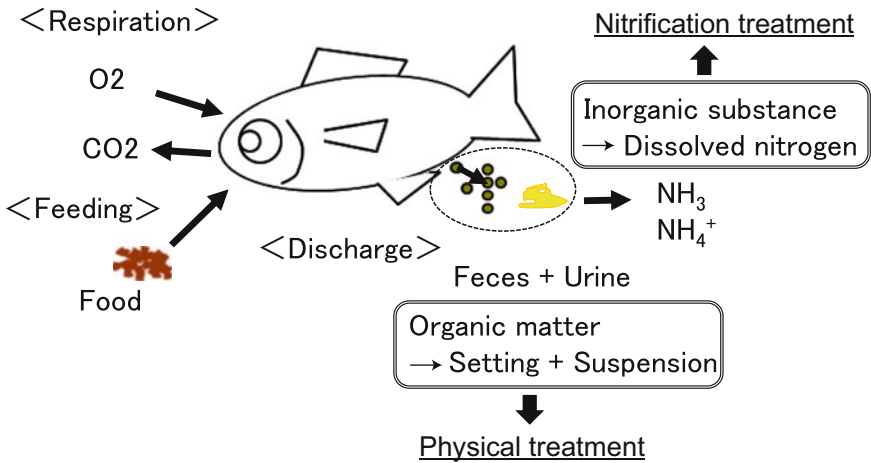 <Respiration>
O2
CO2
<Feeding>
Food
<Discharge>
Feces + Urine
Organic matter
→ Setting + Suspension
Physical treatment
Nitrification treatment
Inorganic substance
→ Dissolved nitrogen
NH₃
NH₄⁺